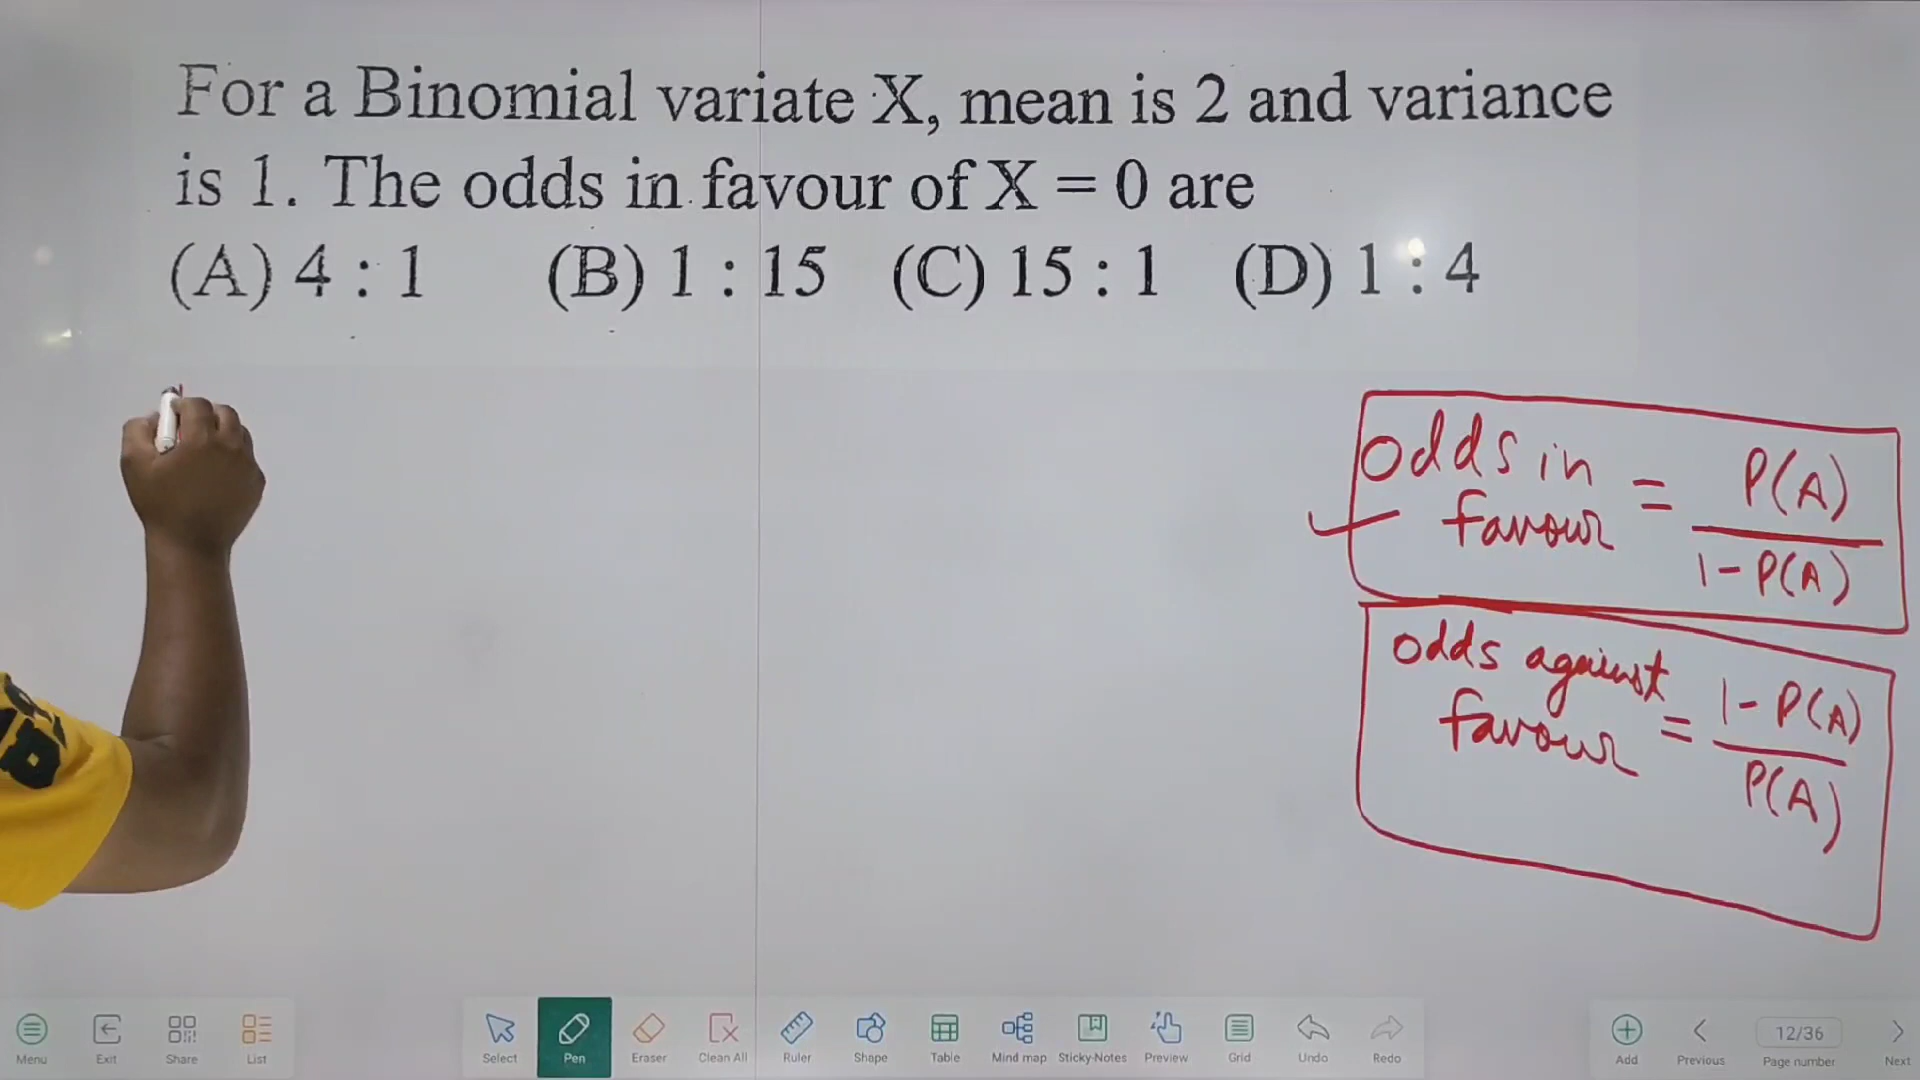 For a Binomial variate X, mean is 2 and variance
is 1. The odds in favour of X = 0 are
(A) 4 : 1 (B) 1 : 15 (C) 15 : 1 (D) 1 : 4
odds in favour = P(A) / 1 - P(A)
odds against favour = 1 - P(A) / P(A)
Menu Exit Share List Select Pen Eraser Clean All Ruler Shape Table Mind map Sticky Notes Preview Grid Undo Redo Add Previous 12/36 Page number Next